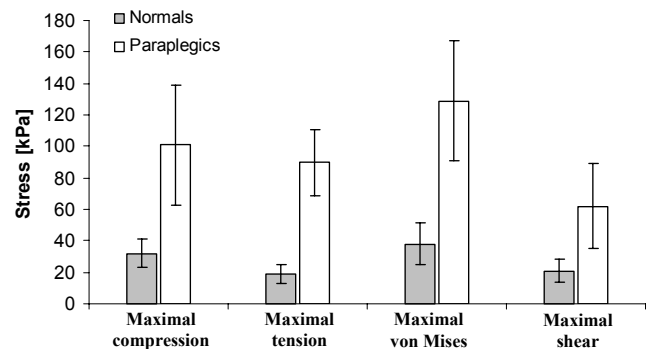 180
160
140
120
100
80
60
40
20
0
Stress [kPa]
Normals
Paraplegics
Maximal
compression
Maximal
tension
Maximal
von Mises
Maximal
shear